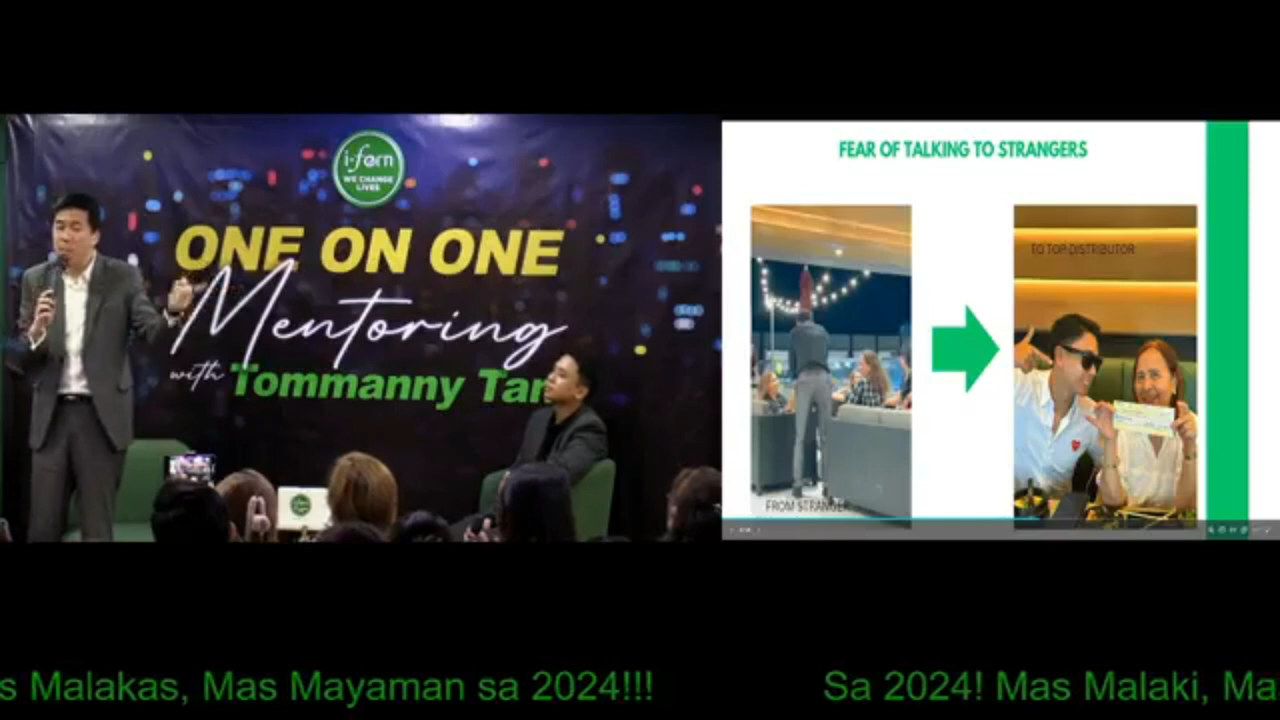 i-fern
WE CHANGE
LIVES
ONE ON ONE
Mentoring
with Tommanny Tan
FEAR OF TALKING TO STRANGERS
TO TOP DISTRIBUTOR
FROM STRANGER
s Malakas, Mas Mayaman sa 2024!!!
Sa 2024! Mas Malaki, Ma